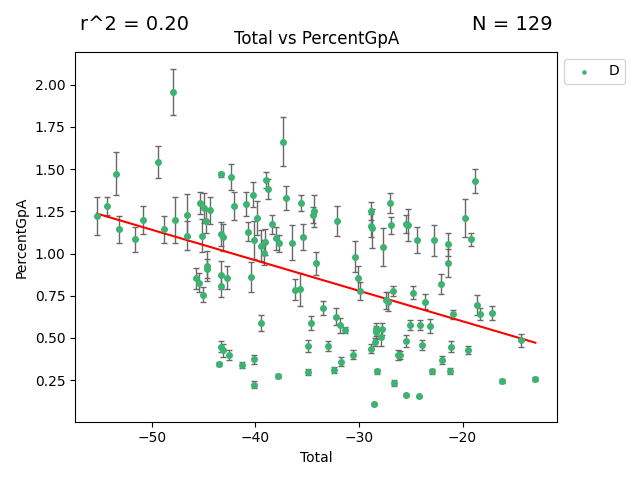 r^2 = 0.20 N = 129
Total vs PercentGpA
D
2.00
1.75
1.50
1.25
1.00
0.75
0.50
0.25
PercentGpA
−50 −40 −30 −20
Total